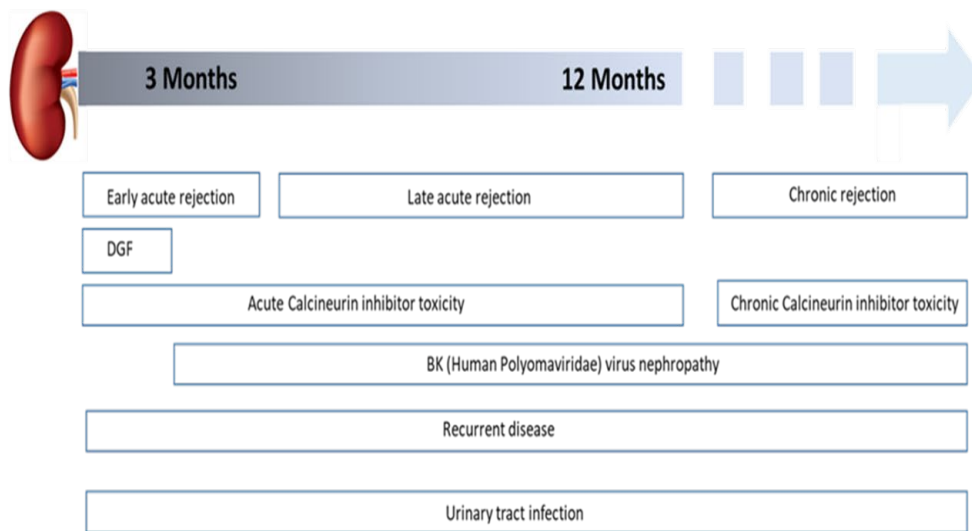 3 Months 12 Months
Early acute rejection Late acute rejection Chronic rejection
DGF
Acute Calcineurin inhibitor toxicity Chronic Calcineurin inhibitor toxicity
BK (Human Polyomaviridae) virus nephropathy
Recurrent disease
Urinary tract infection